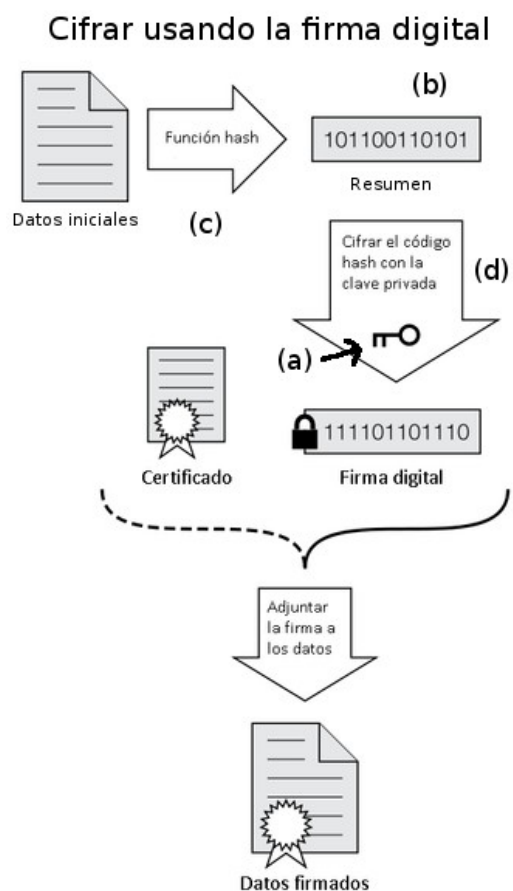 Cifrar usando la firma digital
(b)
Función hash
101100110101
Resumen
Datos iniciales
(c)
Cifrar el código
hash con la
clave privada
(d)
(a)
111101101110
Certificado
Firma digital
Adjuntar
la firma a
los datos
Datos firmados